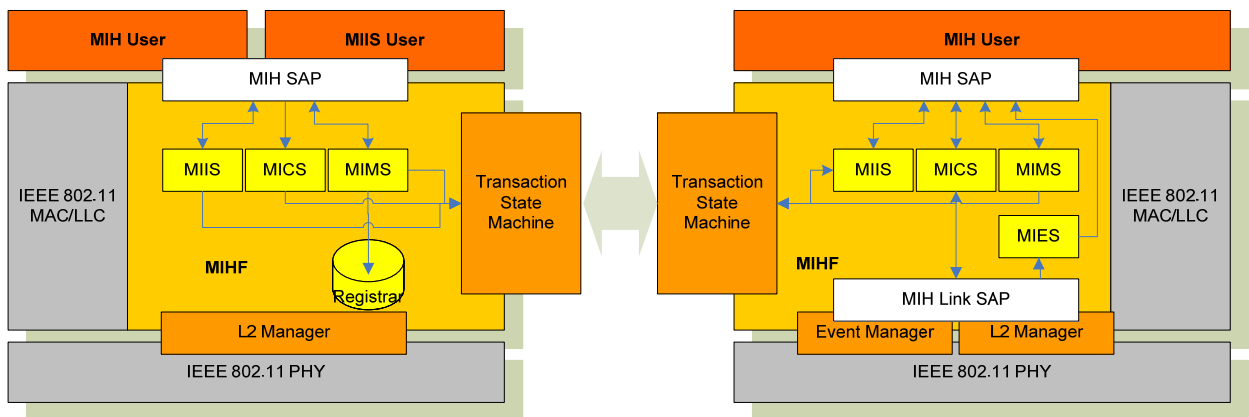 MIH User
MIIS User
MIH SAP
IEEE 802.11
MAC/LLC
MIIS
MICS
MIMS
Transaction
State
Machine
MIHF
Registrar
L2 Manager
IEEE 802.11 PHY
MIH User
MIH SAP
Transaction
State
Machine
MIIS
MICS
MIMS
IEEE 802.11
MAC/LLC
MIES
MIHF
MIH Link SAP
Event Manager
L2 Manager
IEEE 802.11 PHY